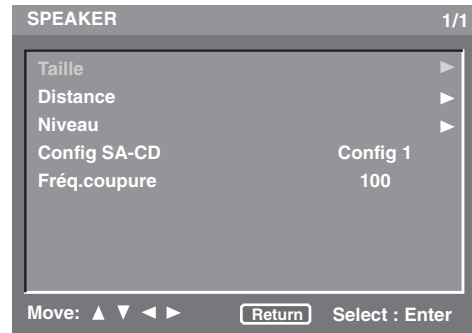 SPEAKER 1/1
Taille ►
Distance ►
Niveau ►
Config SA-CD Config 1
Fréq.coupure 100
Move: ▲ ▼ ◄ ► Return Select : Enter